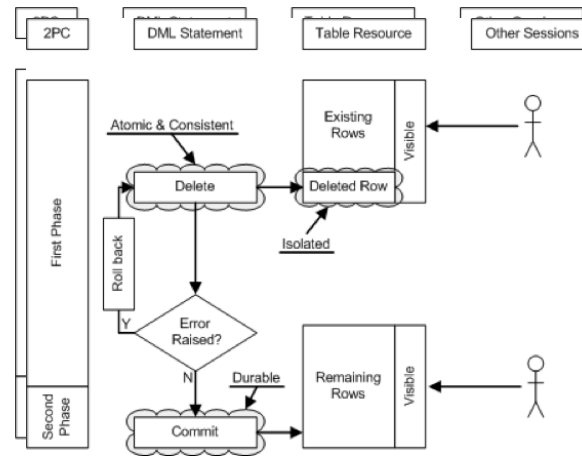 2PC
DML Statement
Table Resource
Other Sessions
Atomic & Consistent
Existing
Rows
Visible
Delete
Deleted Row
First Phase
Roll back
Isolated
Y
Error
Raised?
N
Durable
Remaining
Rows
Visible
Second
Phase
Commit